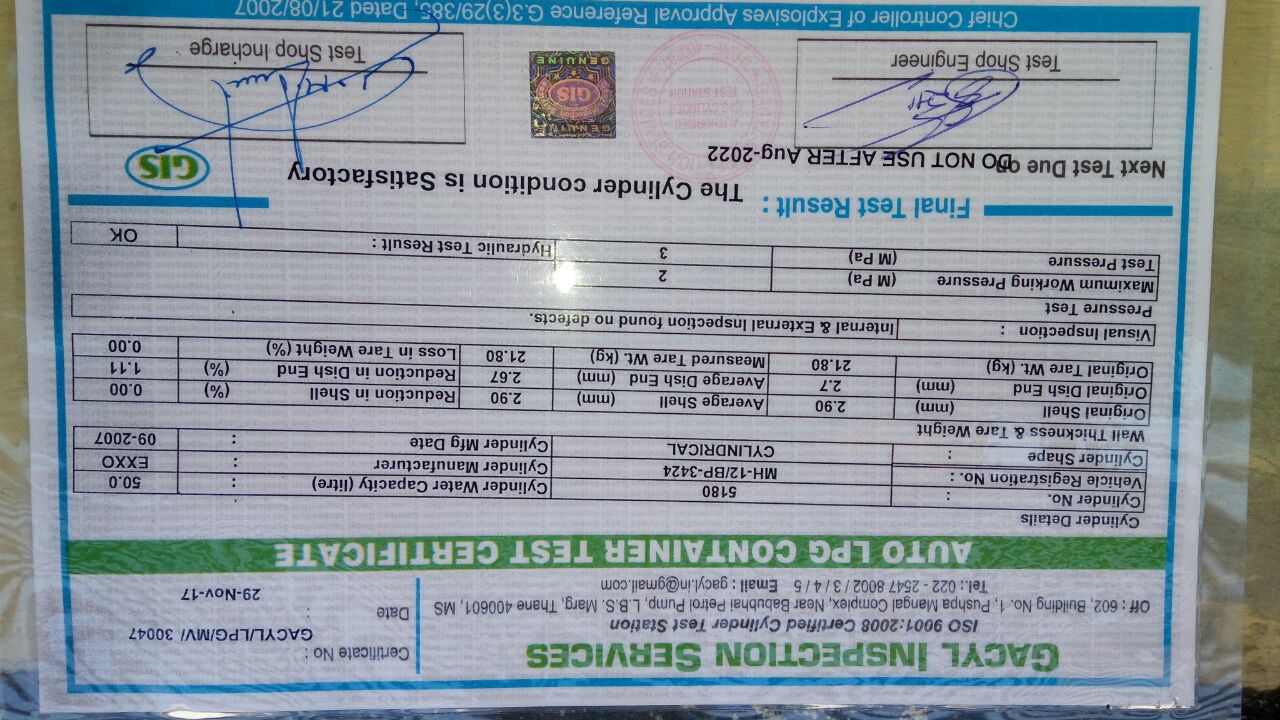 GACYL INSPECTION SERVICES
ISO 9001:2008 Certified Cylinder Test Station
Off : 602, Building No. 1, Pushpa Mangal Complex, Near Babubhai Petrol Pump, L.B.S. Marg, Thane 400601, MS
Tel.: 022 - 2547 8002 / 3 / 4 / 5 Email : gacyl.in@gmail.com
Certificate No :
GACYL/LPG/MV/ 30047
Date :
29-Nov-17
AUTO LPG CONTAINER TEST CERTIFICATE
Cylinder Details
Cylinder No. : 5180 Cylinder Water Capacity (litre) : 50.0
Vehicle Registration No. : MH-12/BP-3424 Cylinder Manufacturer : EXXO
Cylinder Shape : CYLINDRICAL Cylinder Mfg Date : 09-2007
Wall Thickness & Tare Weight
Original Shell (mm) 2.90 Average Shell (mm) 2.90 Reduction in Shell (%) 0.00
Original Dish End (mm) 2.7 Average Dish End (mm) 2.67 Reduction in Dish End (%) 1.11
Original Tare Wt. (kg) 21.80 Measured Tare Wt. (kg) 21.80 Loss in Tare Weight (%) 0.00
Visual Inspection : Internal & External Inspection found no defects.
Pressure Test
Maximum Working Pressure (M Pa) 2
Test Pressure (M Pa) 3 Hydraulic Test Result : OK
Final Test Result : The Cylinder condition is Satisfactory
GIS
Next Test Due on DO NOT USE AFTER Aug-2022
AUTHORISED
GAS CYLINDER
TEST STATION
GENUINE
Inspection
GIS
GENUINE
Test Shop Engineer
Test Shop Incharge
Chief Controller of Explosives Approval Reference G.3(3)29/385, Dated 21/08/2007